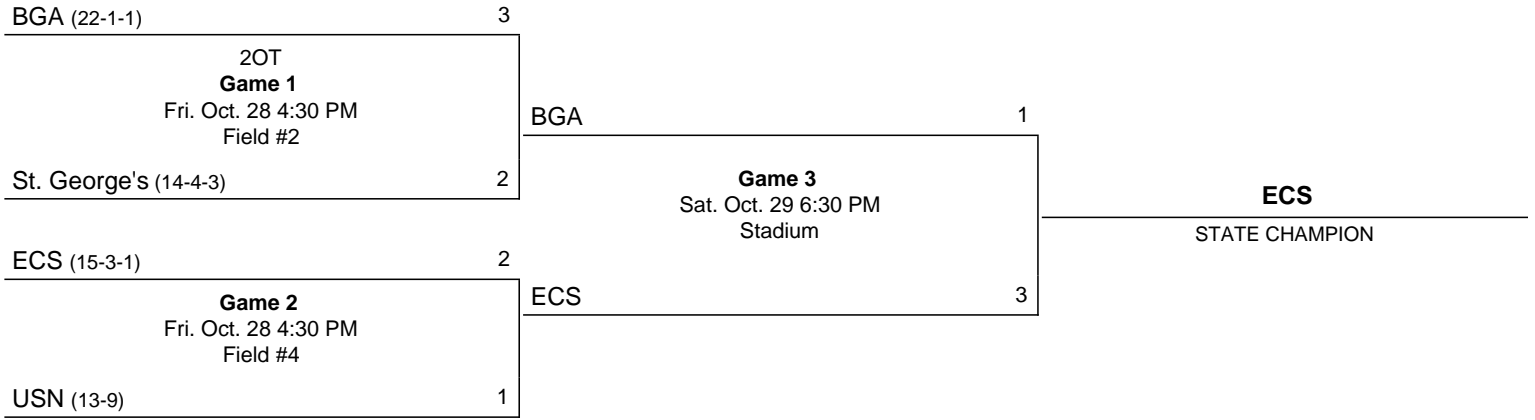 BGA (22-1-1) 3
2OT
Game 1
Fri. Oct. 28 4:30 PM
Field #2
St. George's (14-4-3) 2
BGA 1
Game 3
Sat. Oct. 29 6:30 PM
Stadium
ECS
STATE CHAMPION
ECS (15-3-1) 2
Game 2
Fri. Oct. 28 4:30 PM
Field #4
USN (13-9) 1
ECS 3